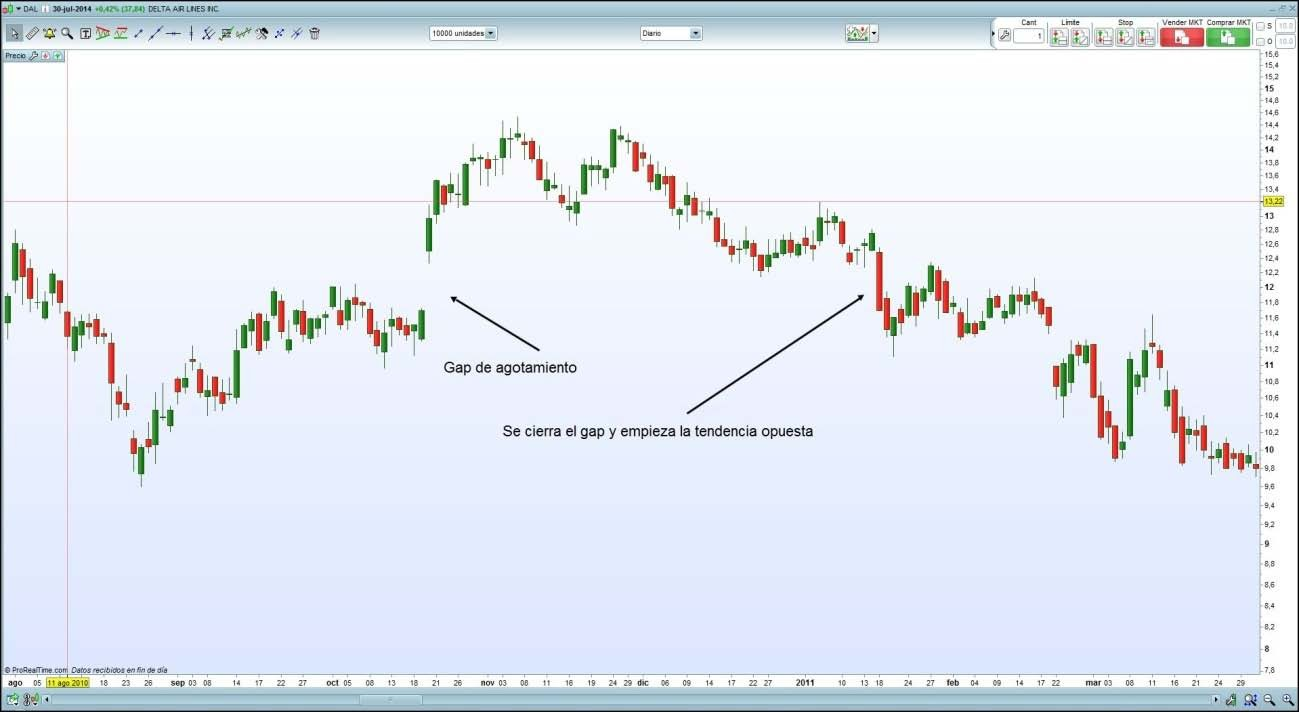 DAL 30-jul-2014 +0,42% (37,84) DELTA AIR LINES INC.
10000 unidades
Diario
Cant
Límite
Stop
Vender MKT
Comprar MKT
1
S 10.0
O 10.0
Precio
15,6
15,4
15,2
15
14,8
14,6
14,4
14,2
14
13,8
13,6
13,4
13,22
13
12,8
12,6
12,4
12,2
12
11,8
11,6
11,4
11,2
11
10,8
10,6
10,4
10,2
10
9,8
9,6
9,4
9,2
9
8,8
8,6
8,4
8,2
8
7,8
Gap de agotamiento
Se cierra el gap y empieza la tendencia opuesta
© ProRealTime.com Datos recibidos en fin de día
ago 05 11 ago 2010 18 23 26 sep 03 08 14 17 22 27 oct 05 08 13 18 21 26 nov 03 08 11 16 19 24 29 dic 06 09 14 17 22 27 2011 10 13 18 24 27 feb 04 09 14 17 22 mar 03 08 11 16 21 24 29